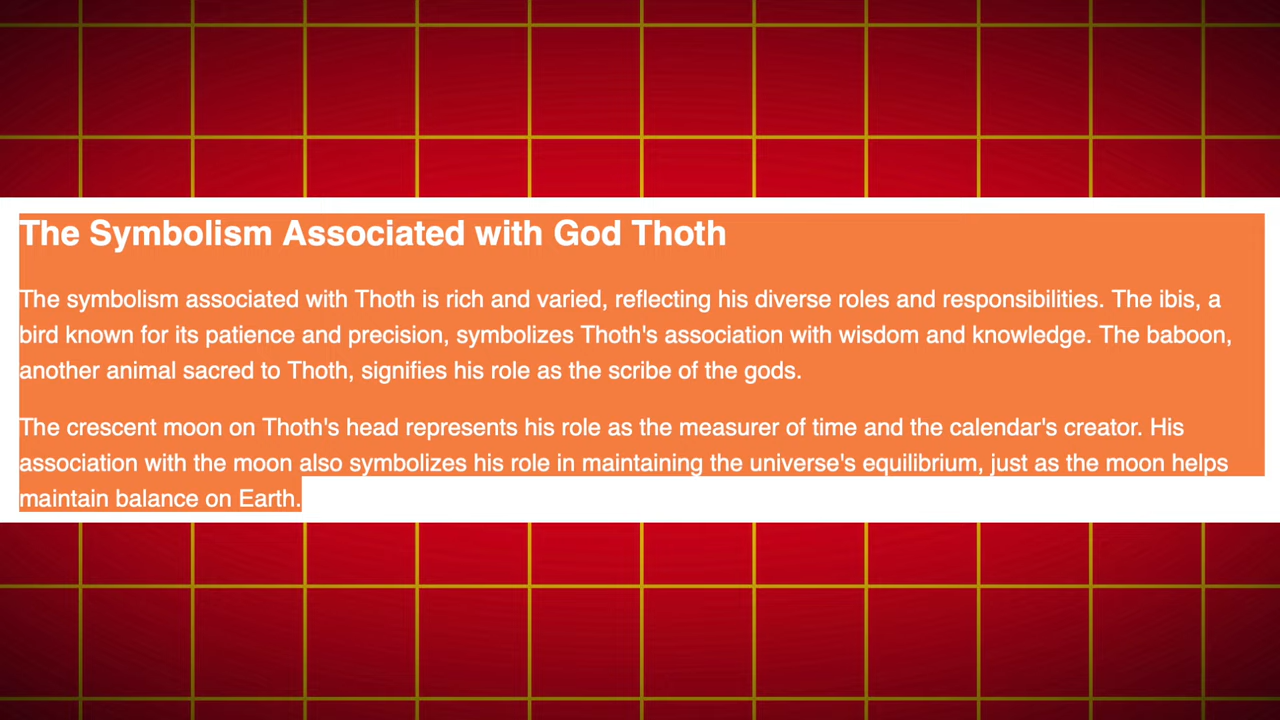 The Symbolism Associated with God Thoth
The symbolism associated with Thoth is rich and varied, reflecting his diverse roles and responsibilities. The ibis, a
bird known for its patience and precision, symbolizes Thoth's association with wisdom and knowledge. The baboon,
another animal sacred to Thoth, signifies his role as the scribe of the gods.
The crescent moon on Thoth's head represents his role as the measurer of time and the calendar's creator. His
association with the moon also symbolizes his role in maintaining the universe's equilibrium, just as the moon helps
maintain balance on Earth.